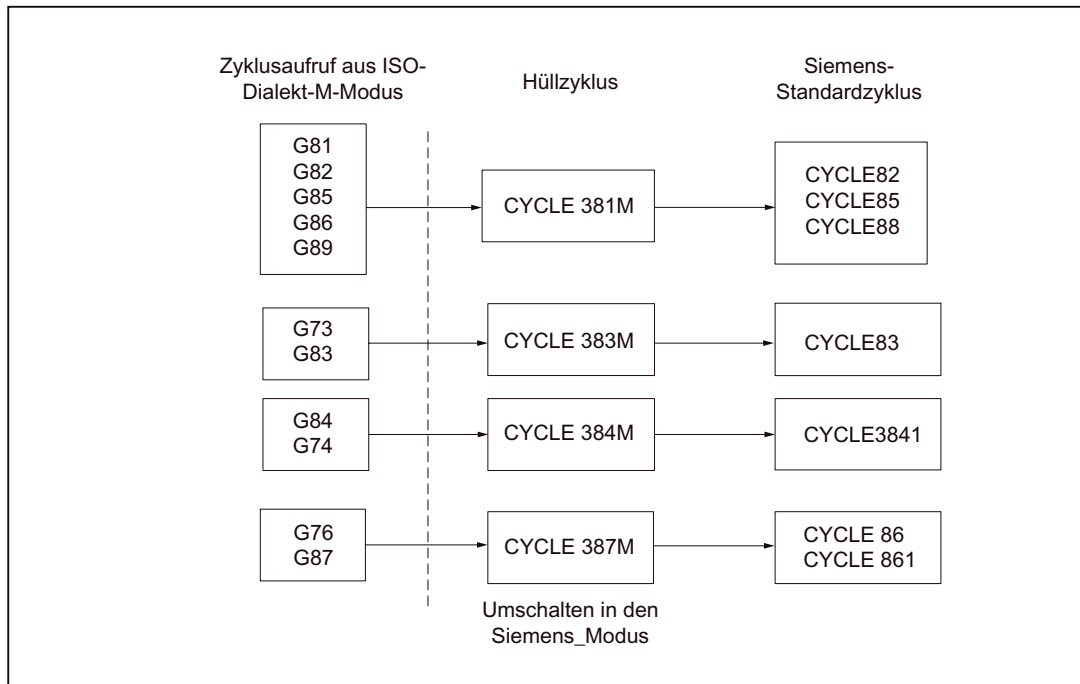 Zyklusaufruf aus ISO-
Dialekt-M-Modus
Hüllzyklus
Siemens-
Standardzyklus
G81
G82
G85
G86
G89
CYCLE 381M
CYCLE82
CYCLE85
CYCLE88
G73
G83
CYCLE 383M
CYCLE83
G84
G74
CYCLE 384M
CYCLE3841
G76
G87
CYCLE 387M
CYCLE 86
CYCLE 861
Umschalten in den
Siemens_Modus